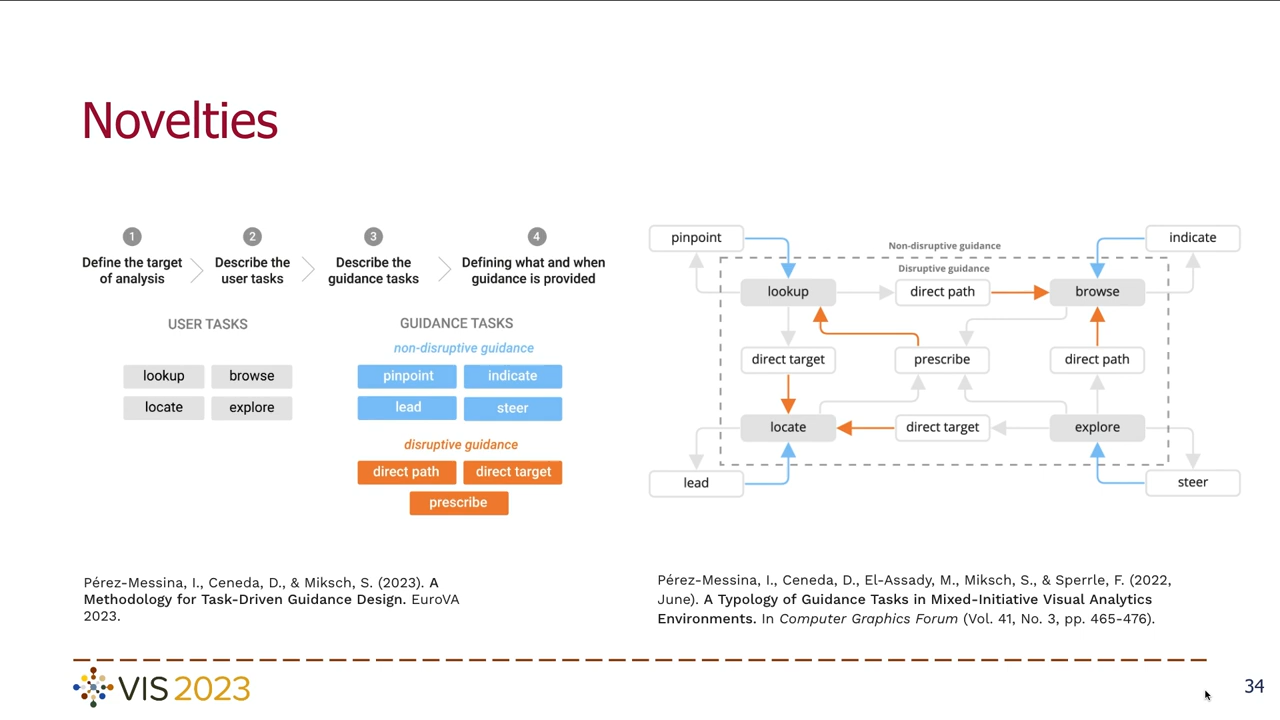 Novelties
1
2
3
4
Define the target
of analysis
Describe the
user tasks
Describe the
guidance tasks
Defining what and when
guidance is provided
USER TASKS
lookup
browse
locate
explore
GUIDANCE TASKS
non-disruptive guidance
pinpoint
indicate
lead
steer
disruptive guidance
direct path
direct target
prescribe
pinpoint
indicate
Non-disruptive guidance
Disruptive guidance
lookup
direct path
browse
direct target
prescribe
direct path
locate
direct target
explore
lead
steer
Pérez-Messina, I., Ceneda, D., & Miksch, S. (2023). A
Methodology for Task-Driven Guidance Design. EuroVA
2023.
Pérez-Messina, I., Ceneda, D., El-Assady, M., Miksch, S., & Sperrle, F. (2022,
June). A Typology of Guidance Tasks in Mixed-Initiative Visual Analytics
Environments. In Computer Graphics Forum (Vol. 41, No. 3, pp. 465-476).
VIS 2023
34